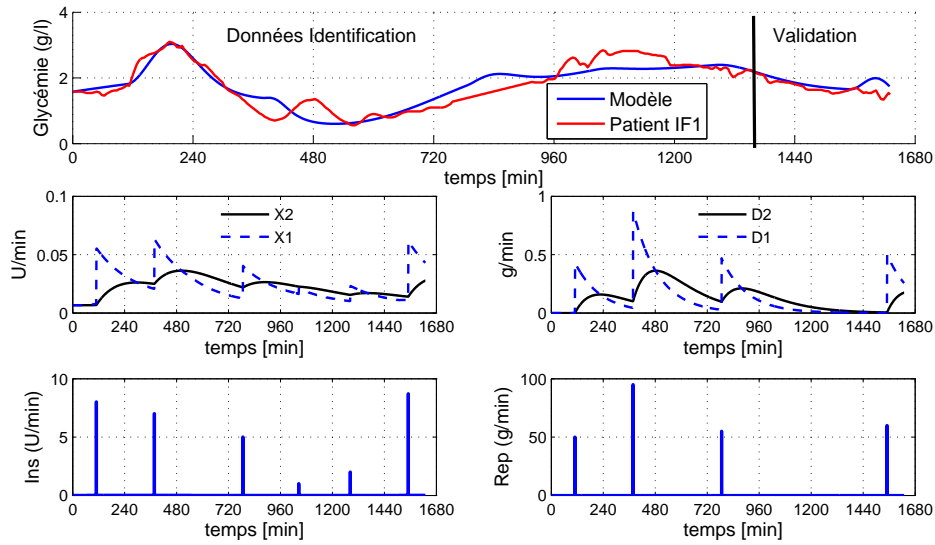 Glycémie (g/l)
4
2
0
Données Identification
Validation
Modèle
Patient IF1
0 240 480 720 960 1200 1440 1680
temps [min]
U/min
0.1
0.05
0
X2
X1
0 240 480 720 960 1200 1440 1680
temps [min]
g/min
1
0.5
0
D2
D1
0 240 480 720 960 1200 1440 1680
temps [min]
Ins (U/min)
10
5
0
0 240 480 720 960 1200 1440 1680
temps [min]
Rep (g/min)
100
50
0
0 240 480 720 960 1200 1440 1680
temps [min]